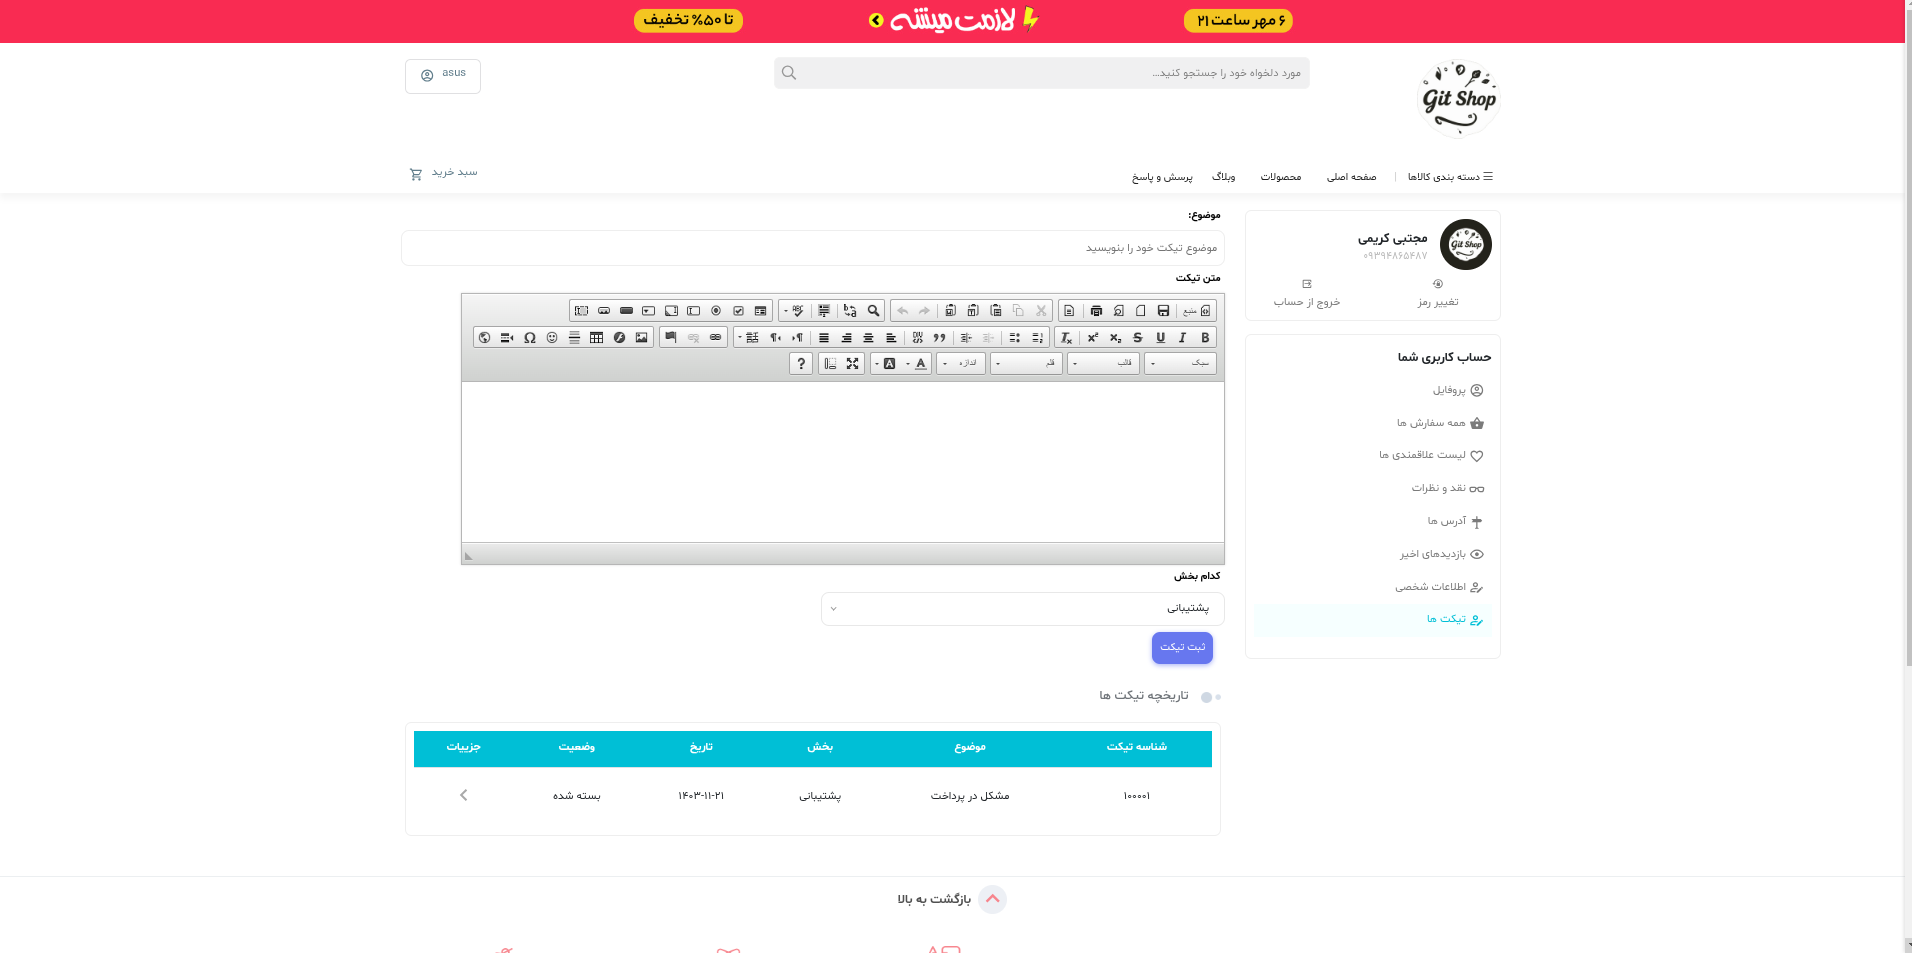 ۶ مهر ساعت ۲۱
لازمت میشه
تا ۵۰% تخفیف
Git Shop
مورد دلخواه خود را جستجو کنید...
asus
دسته بندی کالاها
صفحه اصلی
محصولات
وبلاگ
پرسش و پاسخ
سبد خرید
Git Shop
مجتبی کریمی
۰۹۳۹۴۸۶۵۴۸۷
تغییر رمز
خروج از حساب
حساب کاربری شما
پروفایل
همه سفارش ها
لیست علاقمندی ها
نقد و نظرات
آدرس ها
بازدیدهای اخیر
اطلاعات شخصی
تیکت ها
موضوع:
موضوع تیکت خود را بنویسید
متن تیکت
منبع
سبک
قالب
قلم
اندازه
کدام بخش
پشتیبانی
ثبت تیکت
تاریخچه تیکت ها
شناسه تیکت موضوع بخش تاریخ وضعیت جزییات
۱۰۰۰۰۱ مشکل در پرداخت پشتیبانی ۱۴۰۳-۱۱-۲۱ بسته شده
بازگشت به بالا